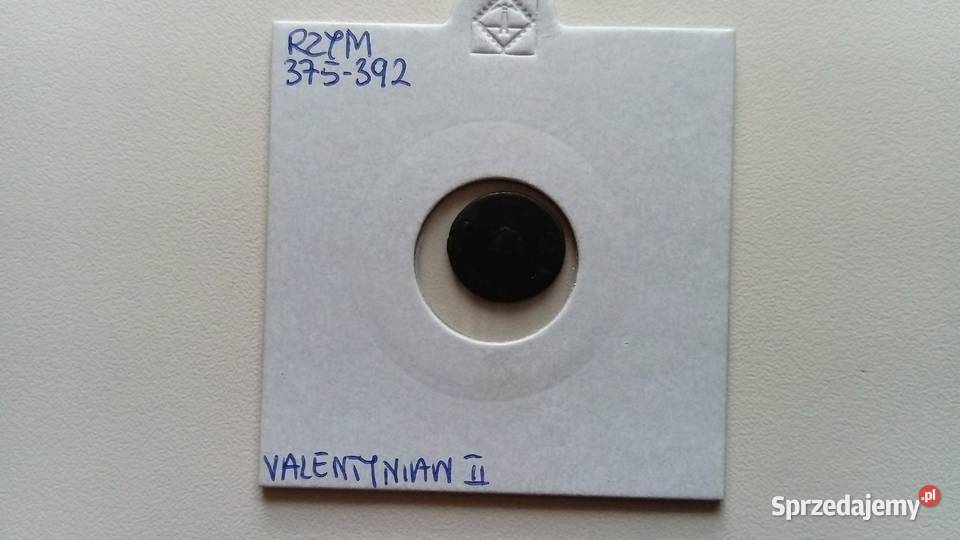 RZYM
375-392
VALENTYNIAN II
Sprzedajemy.pl